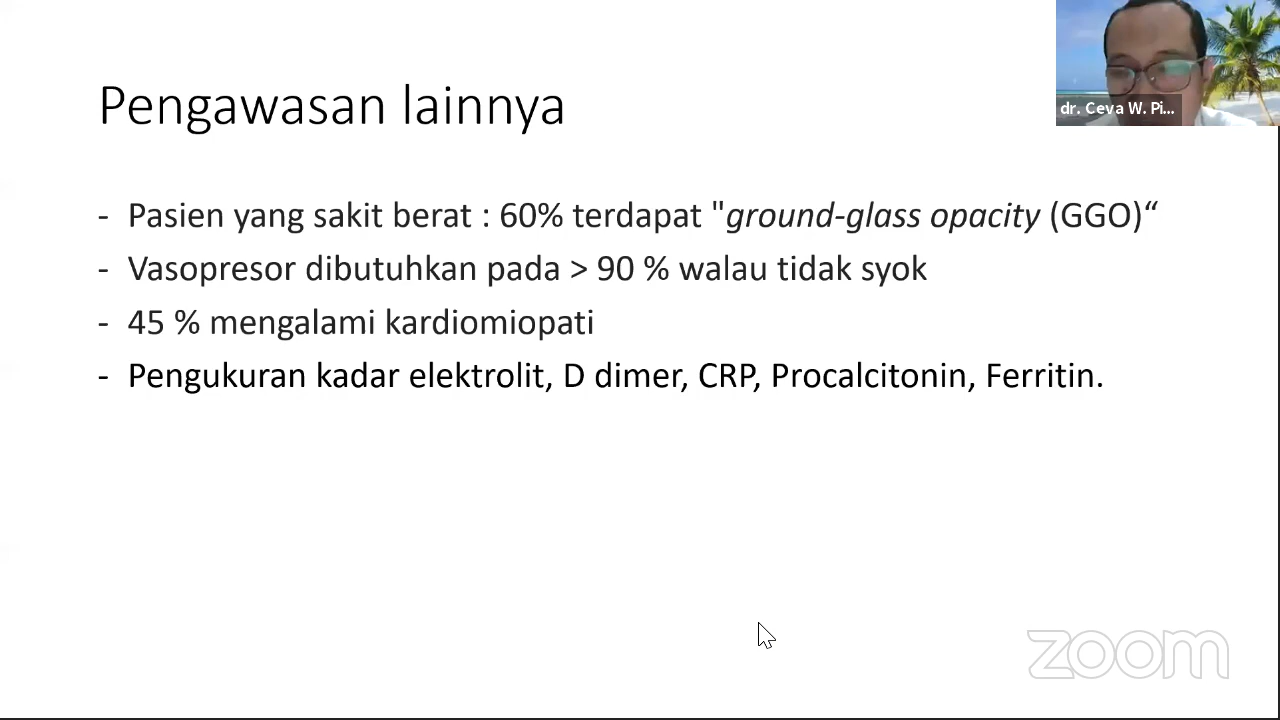 dr. Ceva W. Pi...
Pengawasan lainnya
- Pasien yang sakit berat : 60% terdapat "ground-glass opacity (GGO)“
- Vasopresor dibutuhkan pada > 90 % walau tidak syok
- 45 % mengalami kardiomiopati
- Pengukuran kadar elektrolit, D dimer, CRP, Procalcitonin, Ferritin.
zoom